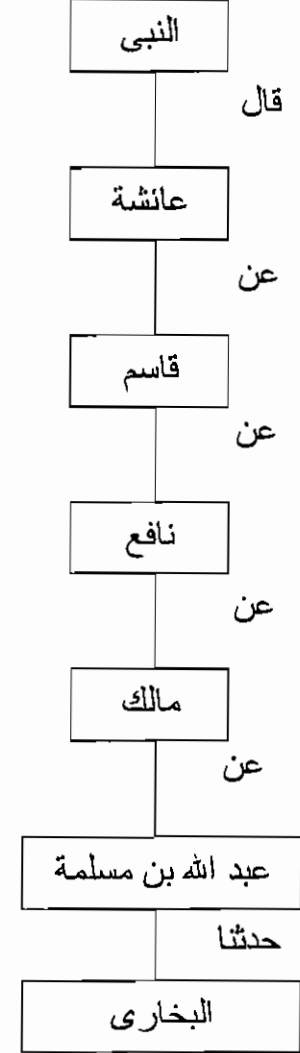 النبى
قال
عائشة
عن
قاسم
عن
نافع
عن
مالك
عن
عبد الله بن مسلمة
حدثنا
البخارى